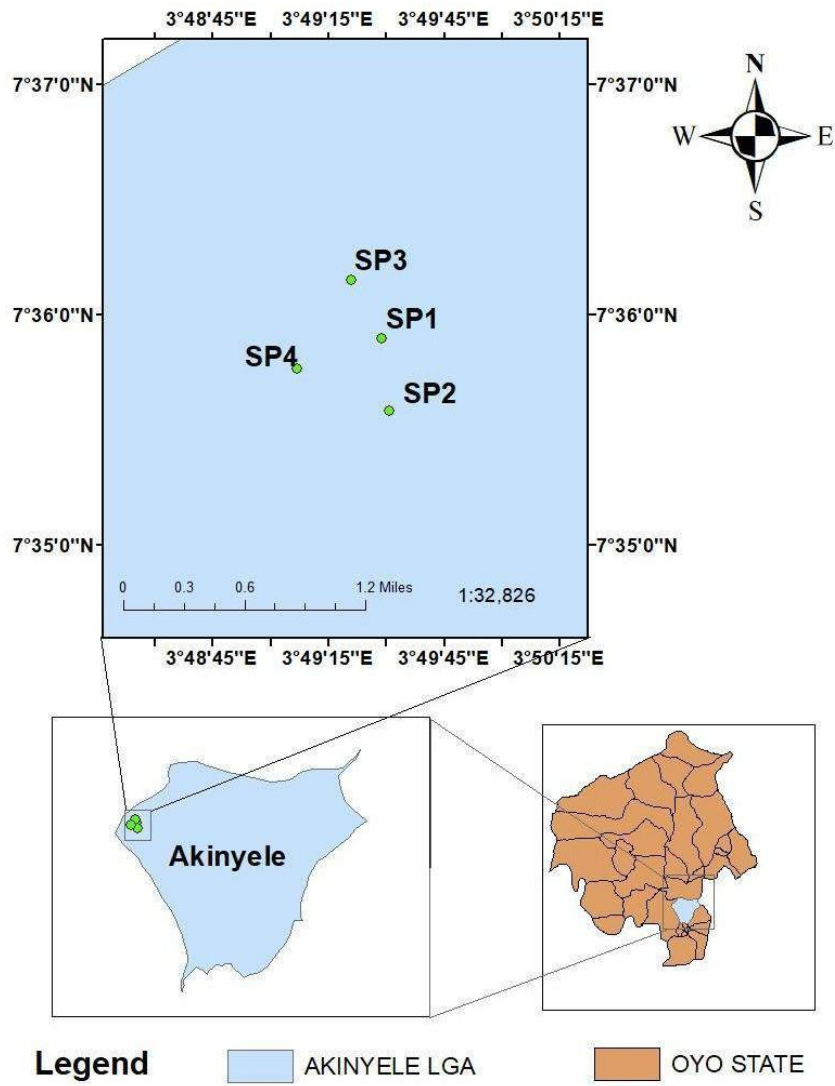 3°48'45"E 3°49'15"E 3°49'45"E 3°50'15"E
7°37'0"N 7°37'0"N
N
W E
S
SP3
7°36'0"N 7°36'0"N
SP1
SP4
SP2
7°35'0"N 7°35'0"N
0 0.3 0.6 1.2 Miles
1:32,826
3°48'45"E 3°49'15"E 3°49'45"E 3°50'15"E
Akinyele
Legend AKINYELE LGA OYO STATE